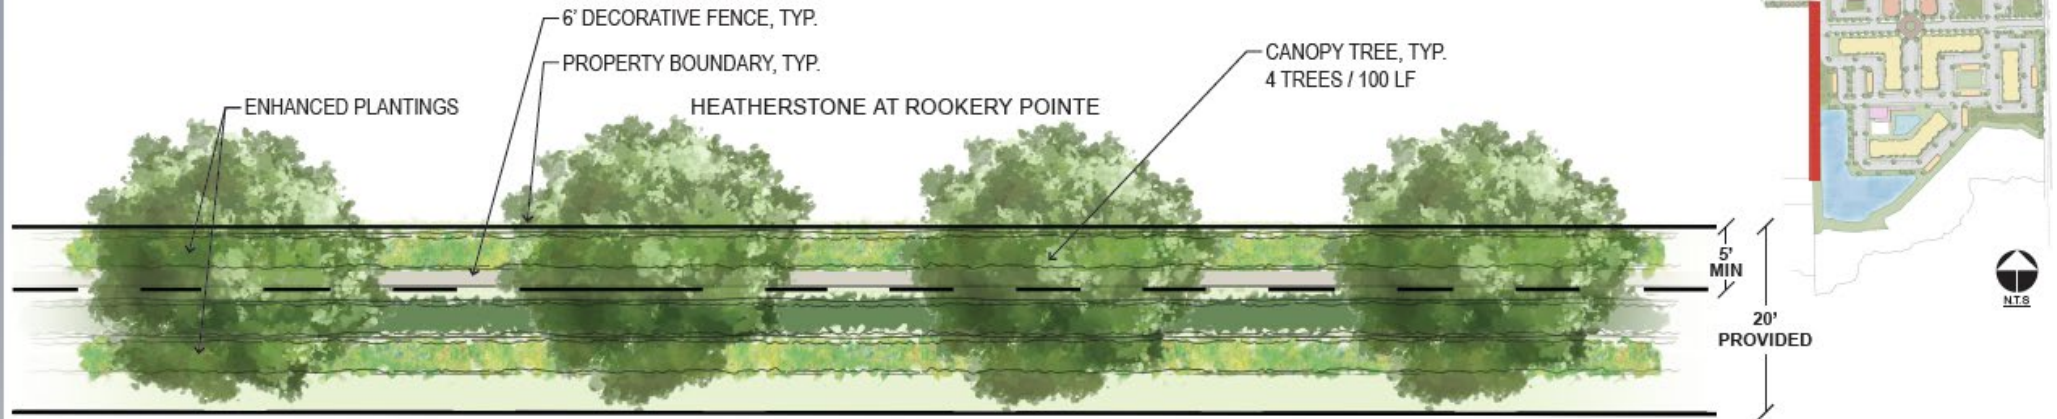 6' DECORATIVE FENCE, TYP.
PROPERTY BOUNDARY, TYP.
CANOPY TREE, TYP.
4 TREES / 100 LF
ENHANCED PLANTINGS
HEATHERSTONE AT ROOKERY POINTE
5'
MIN
20'
PROVIDED
N.T.S